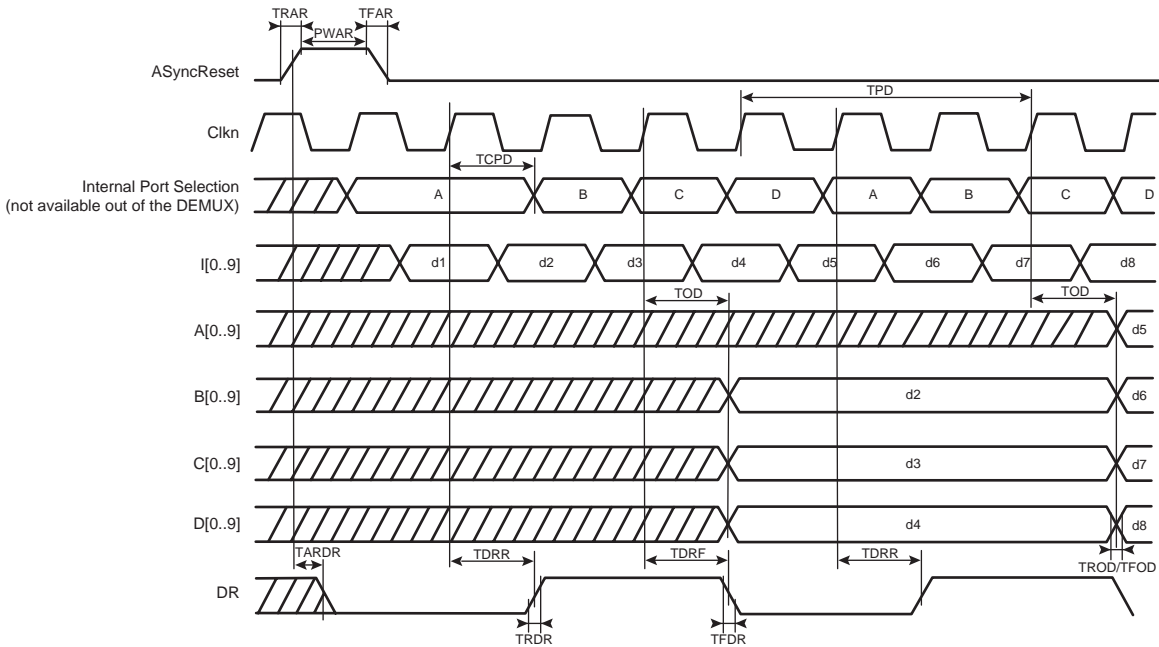 TRAR TFAR
PWAR
ASyncReset
TPD
Clkn
TCPD
Internal Port Selection
(not available out of the DEMUX)
A B C D A B C D
I[0..9] d1 d2 d3 d4 d5 d6 d7 d8
TOD TOD
A[0..9] d5
B[0..9] d2 d6
C[0..9] d3 d7
D[0..9] d4 d8
TARDR TDRR TDRF TDRR TROD/TFOD
DR
TRDR TFDR